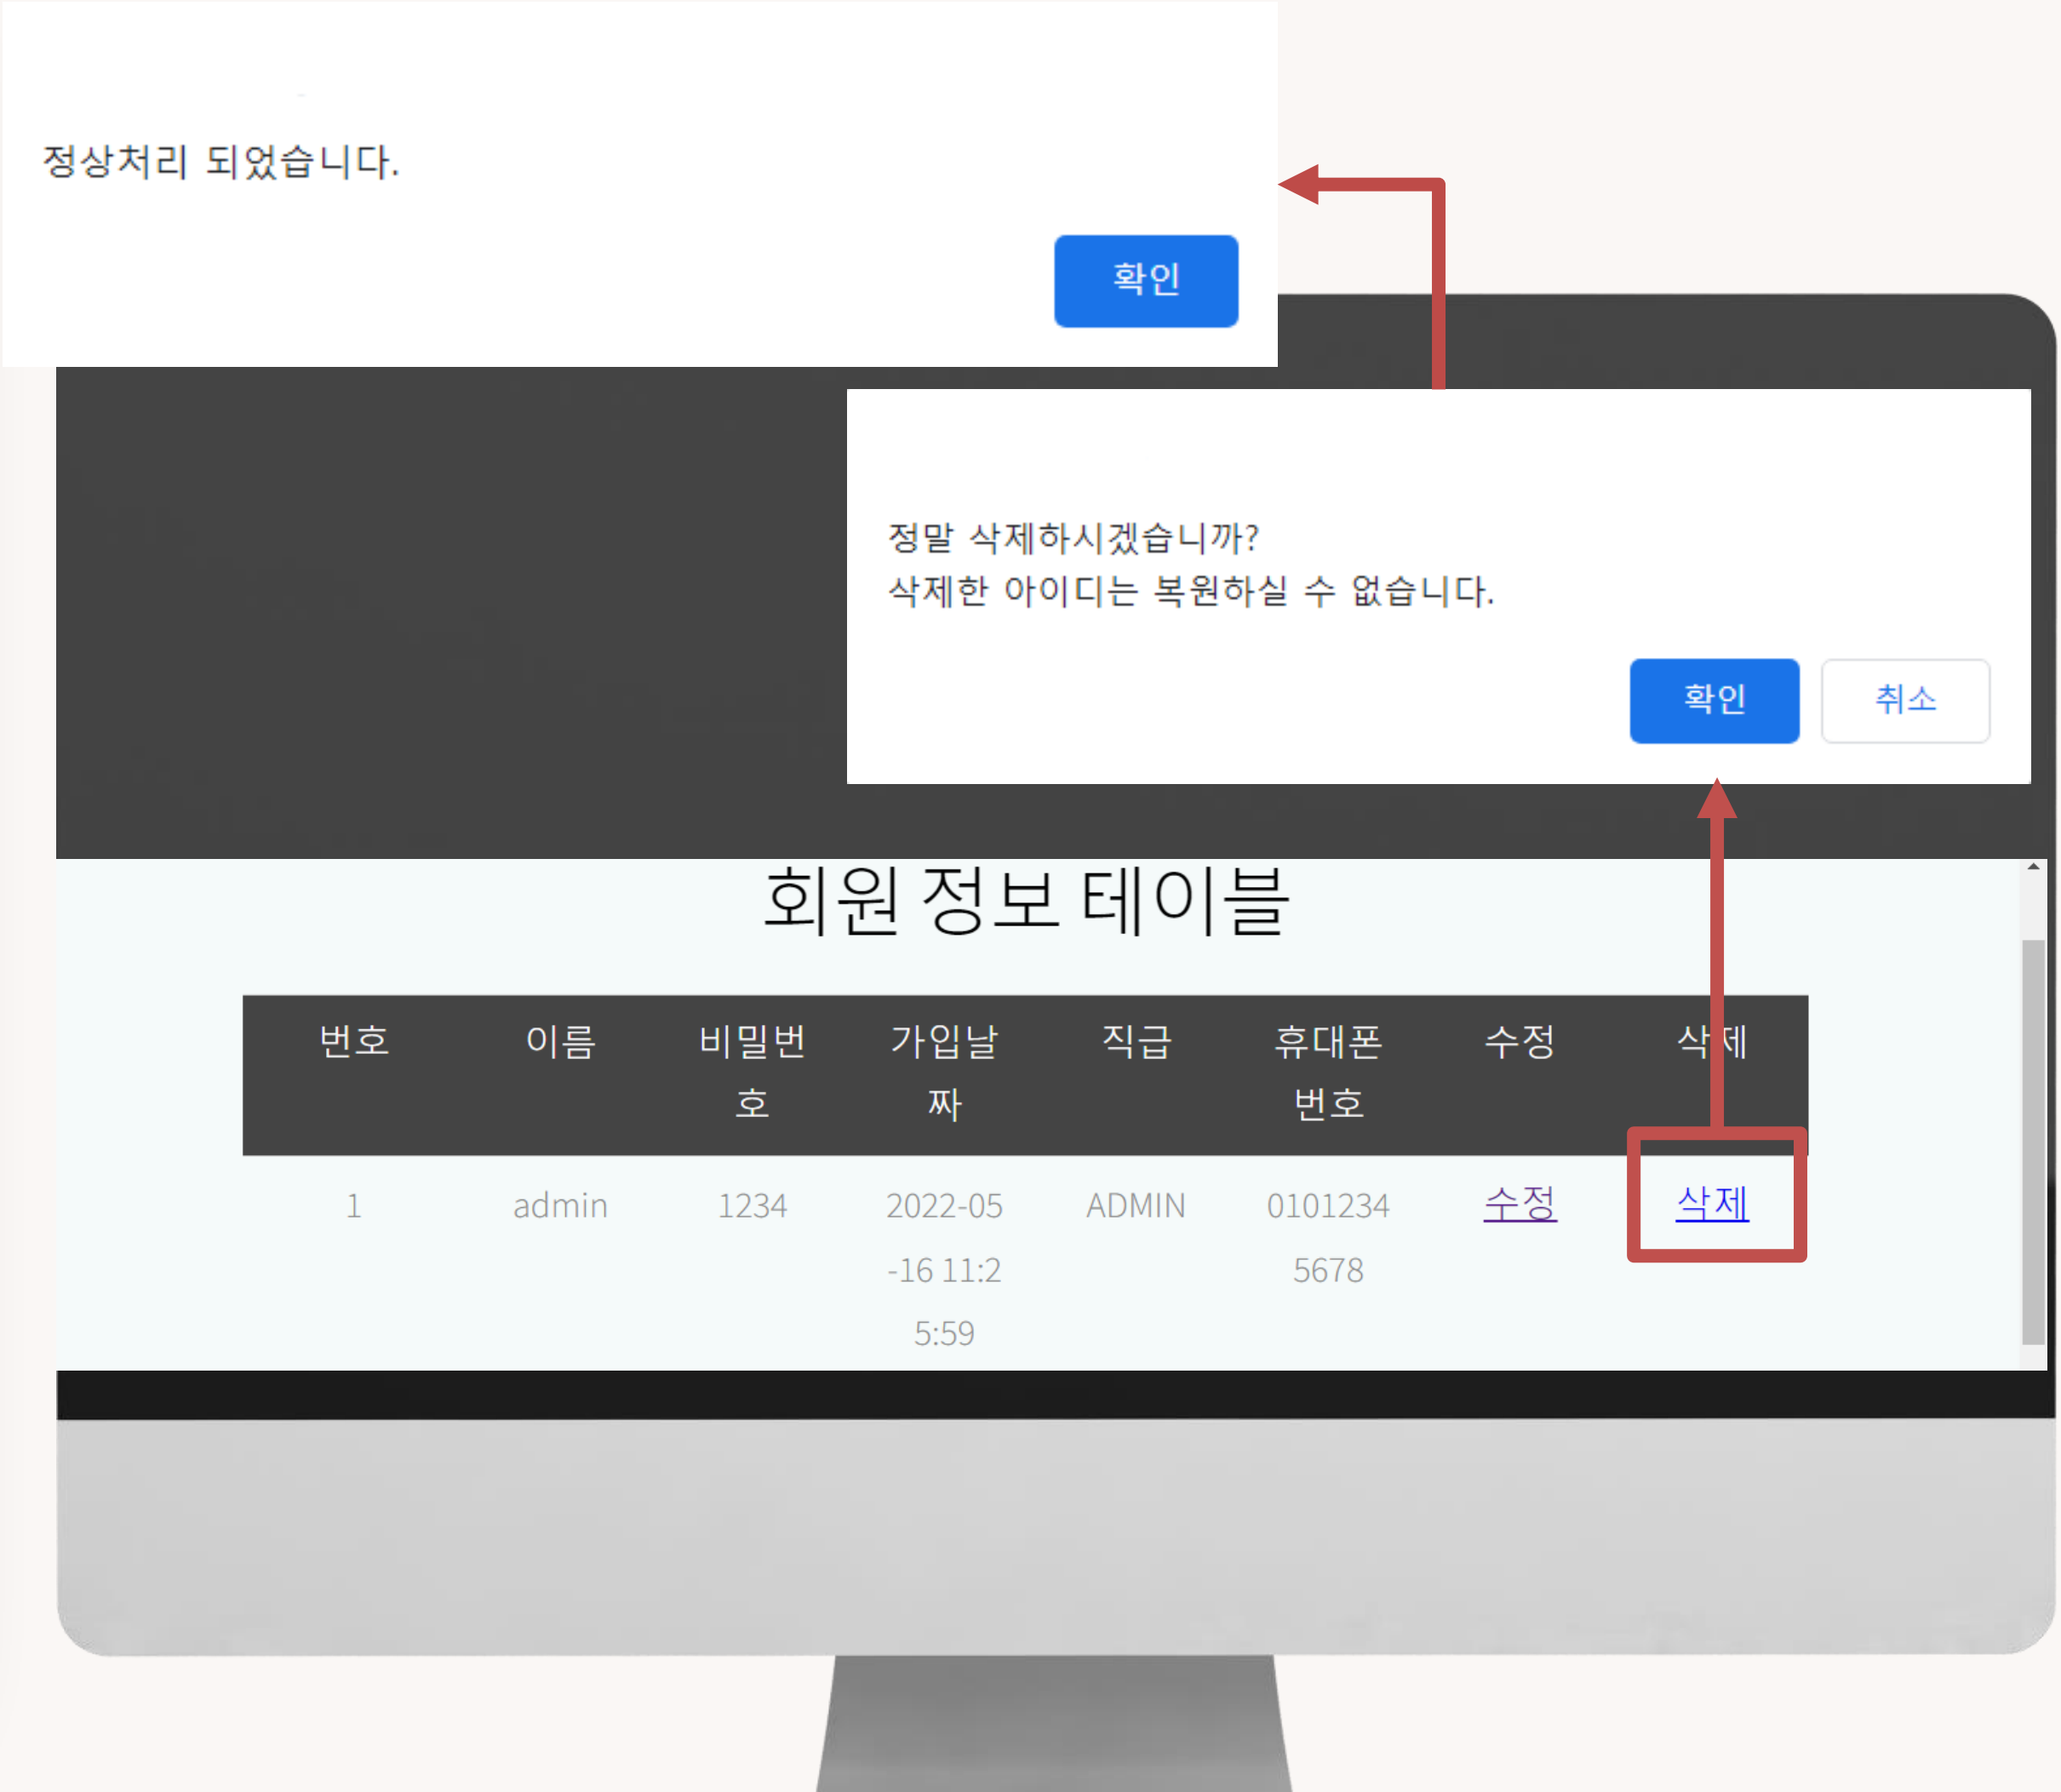 정상처리 되었습니다.
확인
정말 삭제하시겠습니까?
삭제한 아이디는 복원하실 수 없습니다.
확인 취소
회원 정보 테이블
번호 이름 비밀번 가입날 직급 휴대폰 수정 삭제
호 짜 번호
1 admin 1234 2022-05 ADMIN 0101234 수정 삭제
-16 11:2 5678
5:59